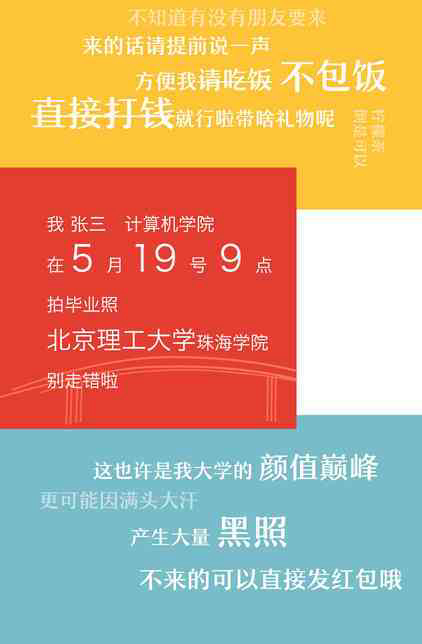 不知道有没有朋友要来
来的话请提前说一声
方便我请吃饭 不包饭
直接打钱就行啦带啥礼物呢
柠檬茶
倒是可以
我 张三 计算机学院
在 5 月 19 号 9 点
拍毕业照
北京理工大学珠海学院
别走错啦
这也许是我大学的 颜值巅峰
更可能因满头大汗
产生大量 黑照
不来的可以直接发红包哦